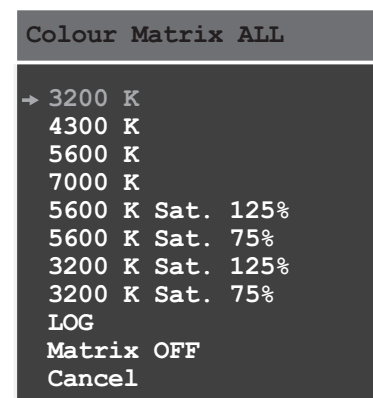 Colour Matrix ALL
→ 3200 K
4300 K
5600 K
7000 K
5600 K Sat. 125%
5600 K Sat. 75%
3200 K Sat. 125%
3200 K Sat. 75%
LOG
Matrix OFF
Cancel